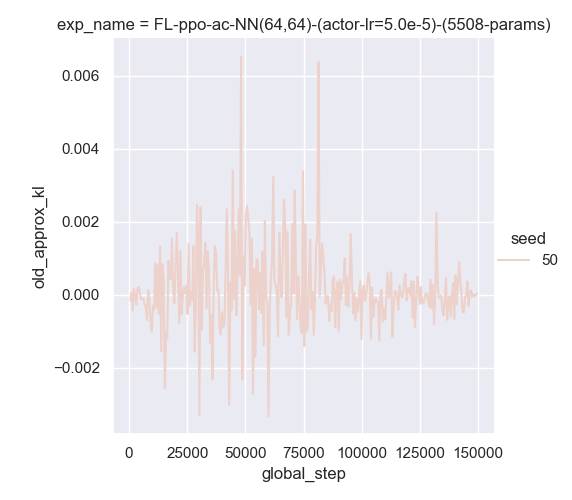 exp_name = FL-ppo-ac-NN(64,64)-(actor-lr=5.0e-5)-(5508-params)
0.006
0.004
0.002
0.000
−0.002
old_approx_kl
seed
50
0 25000 50000 75000 100000 125000 150000
global_step